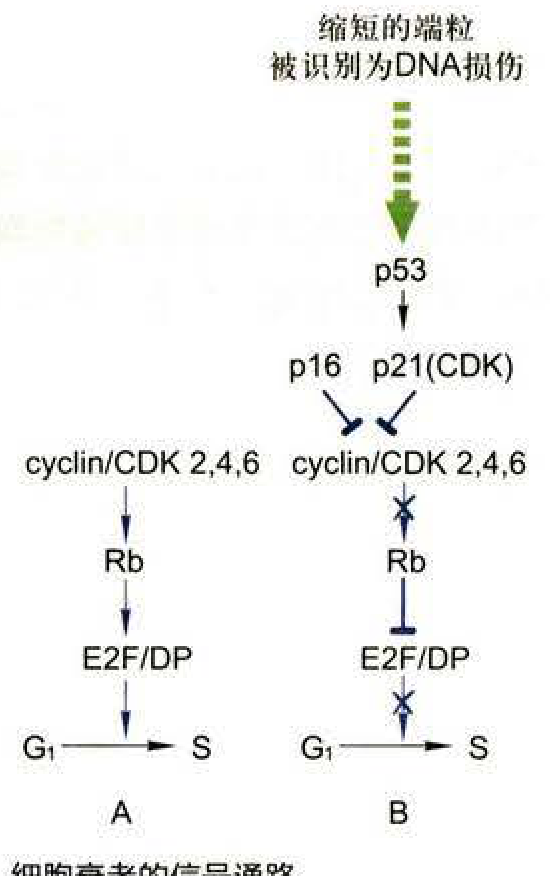 缩短的端粒
被识别为DNA损伤
p53
p16 p21(CDK)
cyclin/CDK 2,4,6 cyclin/CDK 2,4,6
Rb Rb
E2F/DP E2F/DP
G₁ S G₁ S
A B
细胞衰老的信号通路